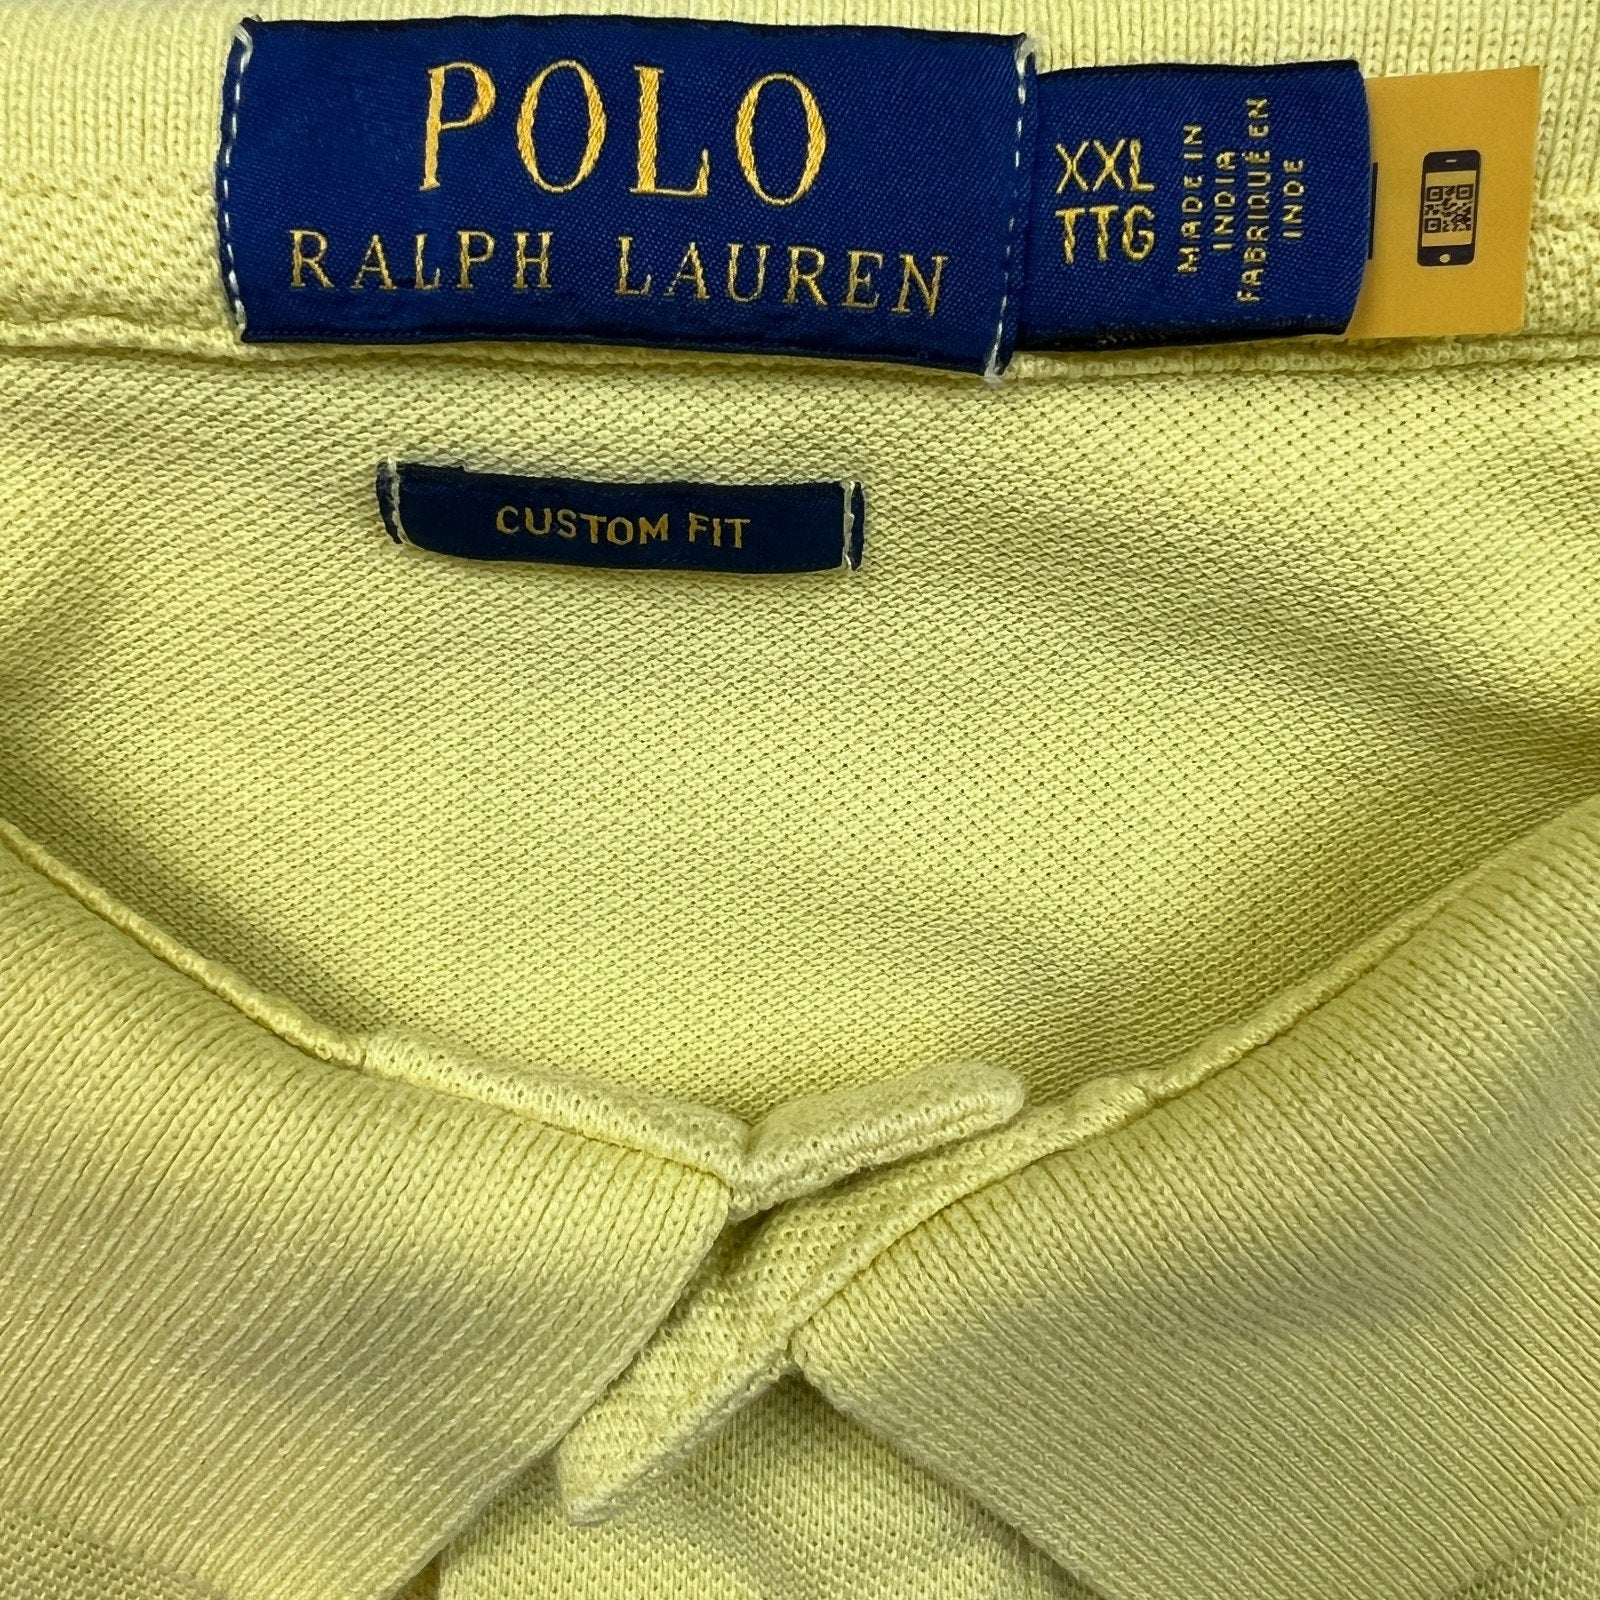 POLO
RALPH LAUREN
XXL
TTG
MADE IN
INDIA
FABRIQUÉ EN
INDE
CUSTOM FIT